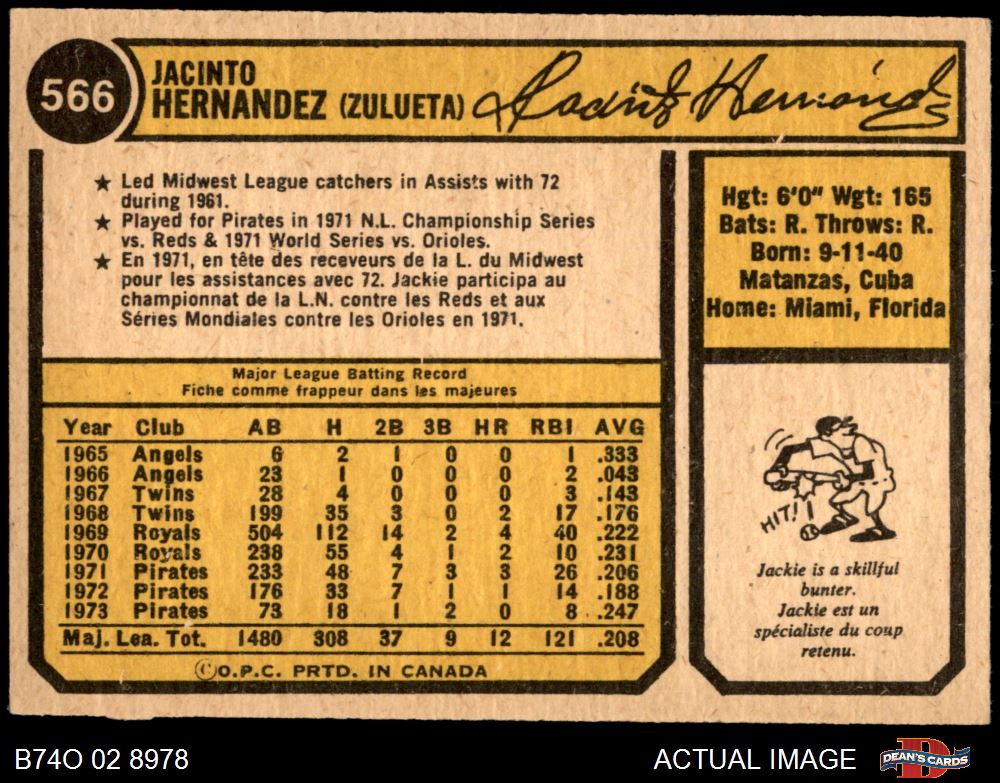 566
JACINTO
HERNANDEZ (ZULUETA)
Jacinto Hernández
★ Led Midwest League catchers in Assists with 72
during 1961.
★ Played for Pirates in 1971 N.L. Championship Series
vs. Reds & 1971 World Series vs. Orioles.
★ En 1971, en tête des receveurs de la L. du Midwest
pour les assistances avec 72. Jackie participa au
championnat de la L.N. contre les Reds et aux
Séries Mondiales contre les Orioles en 1971.
Hgt: 6'0" Wgt: 165
Bats: R. Throws: R.
Born: 9-11-40
Matanzas, Cuba
Home: Miami, Florida
Major League Batting Record
Fiche comme frappeur dans les majeures
Year Club AB H 2B 3B HR RBI AVG
1965 Angels 6 2 1 0 0 1 .333
1966 Angels 23 1 0 0 0 2 .043
1967 Twins 28 4 0 0 0 3 .143
1968 Twins 199 35 3 0 2 17 .176
1969 Royals 504 112 14 2 4 40 .222
1970 Royals 238 55 4 1 2 10 .231
1971 Pirates 233 48 7 3 3 26 .206
1972 Pirates 176 33 7 1 1 14 .188
1973 Pirates 73 18 1 2 0 8 .247
Maj. Lea. Tot. 1480 308 37 9 12 121 .208
©O.P.C. PRTD. IN CANADA
HIT!
Jackie is a skillful
bunter.
Jackie est un
spécialiste du coup
retenu.
B74O 02 8978
ACTUAL IMAGE
DEAN'S CARDS